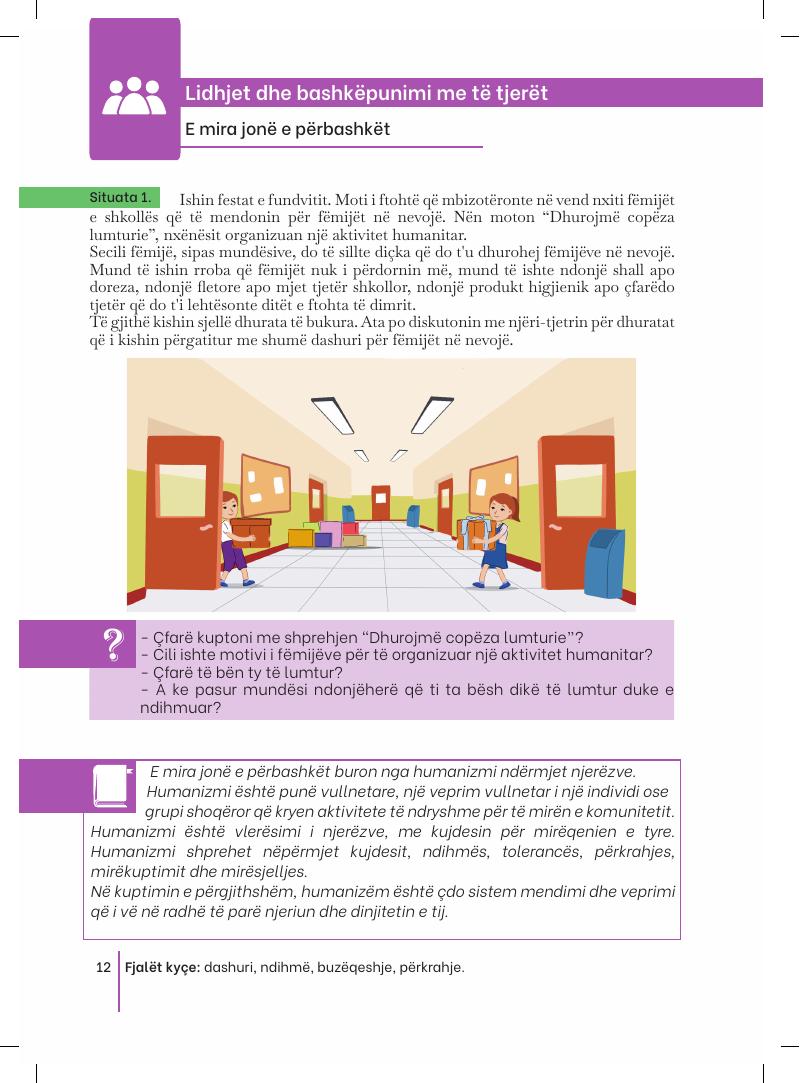 Lidhjet dhe bashkëpunimi me të tjerët
E mira jonë e përbashkët
Situata 1. Ishin festat e fundvitit. Moti i ftohtë që mbizotëronte në vend nxiti fëmijët
e shkollës që të mendonin për fëmijët në nevojë. Nën moton “Dhurojmë copëza
lumturie”, nxënësit organizuan një aktivitet humanitar.
Secili fëmijë, sipas mundësive, do të sillte diçka që do t'u dhurohej fëmijëve në nevojë.
Mund të ishin rroba që fëmijët nuk i përdornin më, mund të ishte ndonjë shall apo
doreza, ndonjë fletore apo mjet tjetër shkollor, ndonjë produkt higjienik apo çfarëdo
tjetër që do t'i lehtësonte ditët e ftohta të dimrit.
Të gjithë kishin sjellë dhurata të bukura. Ata po diskutonin me njëri-tjetrin për dhuratat
që i kishin përgatitur me shumë dashuri për fëmijët në nevojë.
?
– Çfarë kuptoni me shprehjen “Dhurojmë copëza lumturie”?
– Cili ishte motivi i fëmijëve për të organizuar një aktivitet humanitar?
– Çfarë të bën ty të lumtur?
– A ke pasur mundësi ndonjëherë që ti ta bësh dikë të lumtur duke e
ndihmuar?
E mira jonë e përbashkët buron nga humanizmi ndërmjet njerëzve.
Humanizmi është punë vullnetare, një veprim vullnetar i një individi ose
grupi shoqëror që kryen aktivitete të ndryshme për të mirën e komunitetit.
Humanizmi është vlerësimi i njerëzve, me kujdesin për mirëqenien e tyre.
Humanizmi shprehet nëpërmjet kujdesit, ndihmës, tolerancës, përkrahjes,
mirëkuptimit dhe mirësjelljes.
Në kuptimin e përgjithshëm, humanizëm është çdo sistem mendimi dhe veprimi
që i vë në radhë të parë njeriun dhe dinjitetin e tij.
12 Fjalët kyçe: dashuri, ndihmë, buzëqeshje, përkrahje.